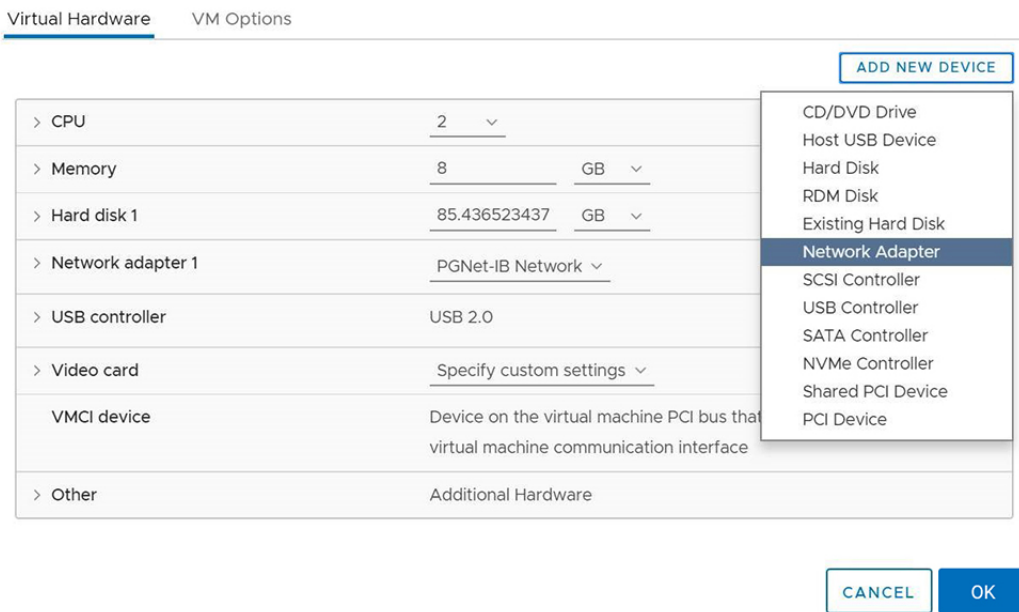 Virtual Hardware VM Options
ADD NEW DEVICE
CPU 2
Memory 8 GB
Hard disk 1 85.436523437 GB
Network adapter 1 PGNet-IB Network
USB controller USB 2.0
Video card Specify custom settings
VMCI device Device on the virtual machine PCI bus that
virtual machine communication interface
Other Additional Hardware
CD/DVD Drive
Host USB Device
Hard Disk
RDM Disk
Existing Hard Disk
Network Adapter
SCSI Controller
USB Controller
SATA Controller
NVMe Controller
Shared PCI Device
PCI Device
CANCEL OK